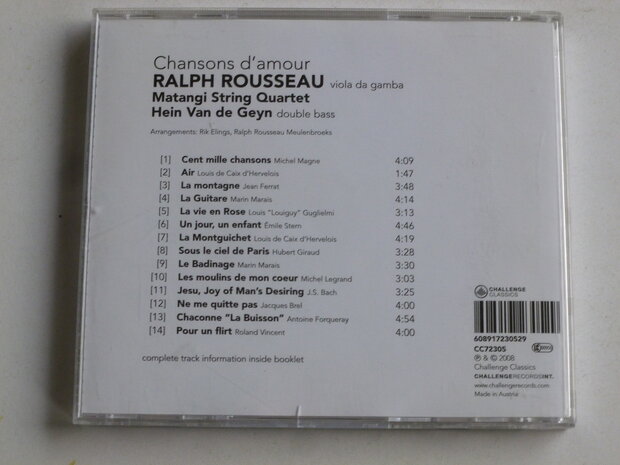 Chansons d'amour
RALPH ROUSSEAU viola da gamba
Matangi String Quartet
Hein Van de Geyn double bass
Arrangements: Rik Elings, Ralph Rousseau Meulenbroeks
[1] Cent mille chansons Michel Magne 4:09
[2] Air Louis de Caix d'Hervelois 1:47
[3] La montagne Jean Ferrat 3:48
[4] La Guitare Marin Marais 4:14
[5] La vie en Rose Louis "Louiguy" Guglielmi 3:13
[6] Un jour, un enfant Émile Stern 4:46
[7] La Montguichet Louis de Caix d'Hervelois 4:19
[8] Sous le ciel de Paris Hubert Giraud 3:28
[9] Le Badinage Marin Marais 3:30
[10] Les moulins de mon coeur Michel Legrand 3:03
[11] Jesu, Joy of Man's Desiring J.S. Bach 3:25
[12] Ne me quitte pas Jacques Brel 4:00
[13] Chaconne "La Buisson" Antoine Forqueray 4:54
[14] Pour un flirt Roland Vincent 4:00
complete track information inside booklet
CHALLENGE
CLASSICS
608917230529
CC72305
℗ & © 2008
Challenge Classics
CHALLENGERECORDSINT.
www.challengerecords.com
Made in Austria